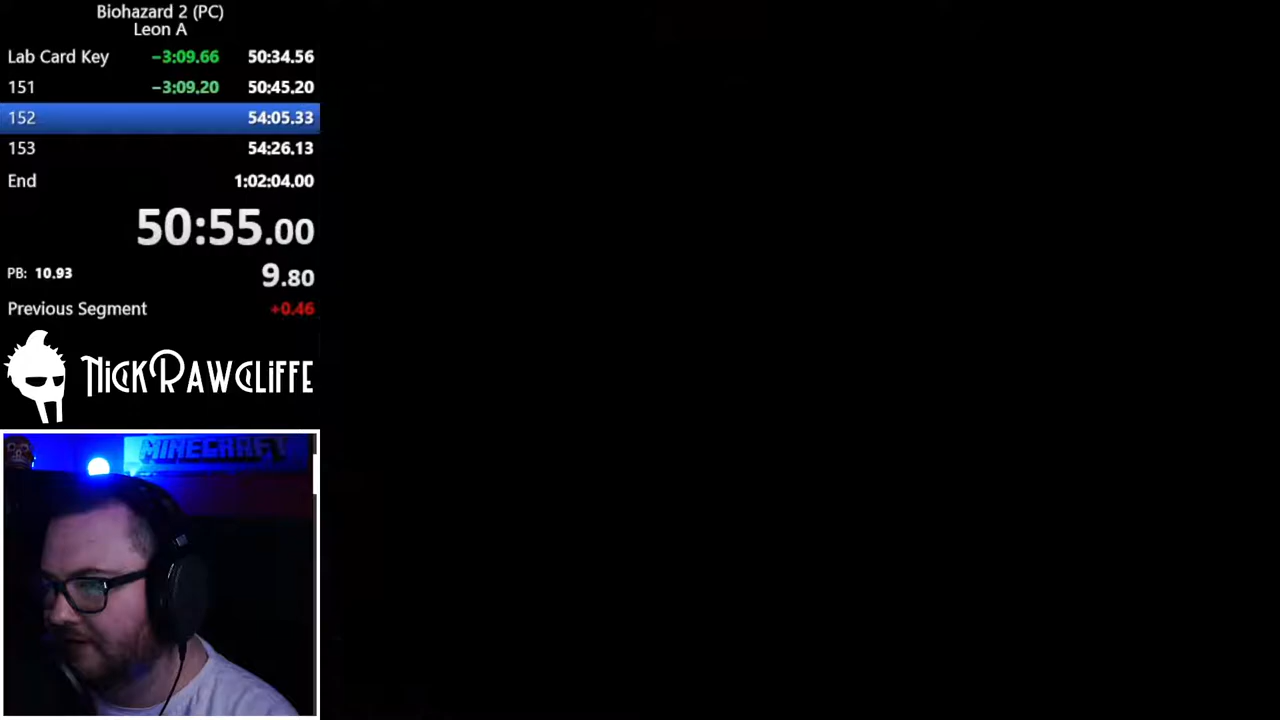 Biohazard 2 (PC)
Leon A
Lab Card Key −3:09.66 50:34.56
151 −3:09.20 50:45.20
152 54:05.33
153 54:26.13
End 1:02:04.00
50:55.00
PB: 10.93 9.80
Previous Segment +0.46
NickRawcliffe
MINECRAFT